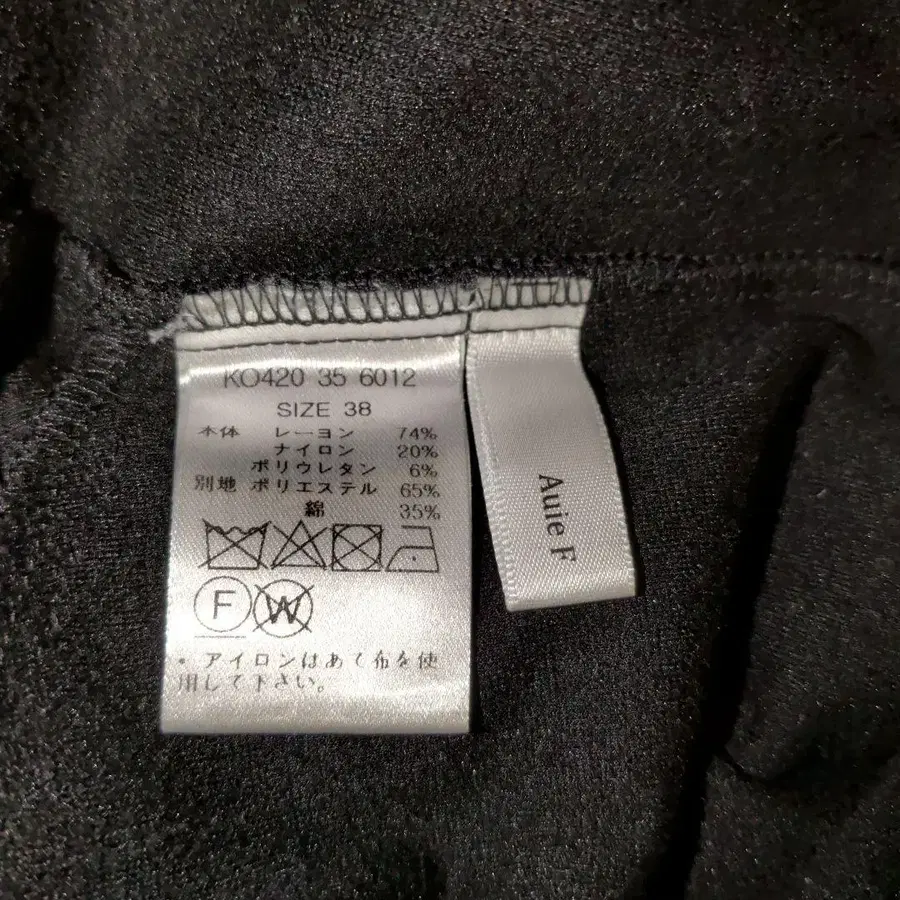 KO420 35 6012
SIZE 38
本体 レーヨン 74%
ナイロン 20%
ポリウレタン 6%
別地 ポリエステル 65%
綿 35%
F W
・アイロンはあて布を使
用して下さい。
Auie F